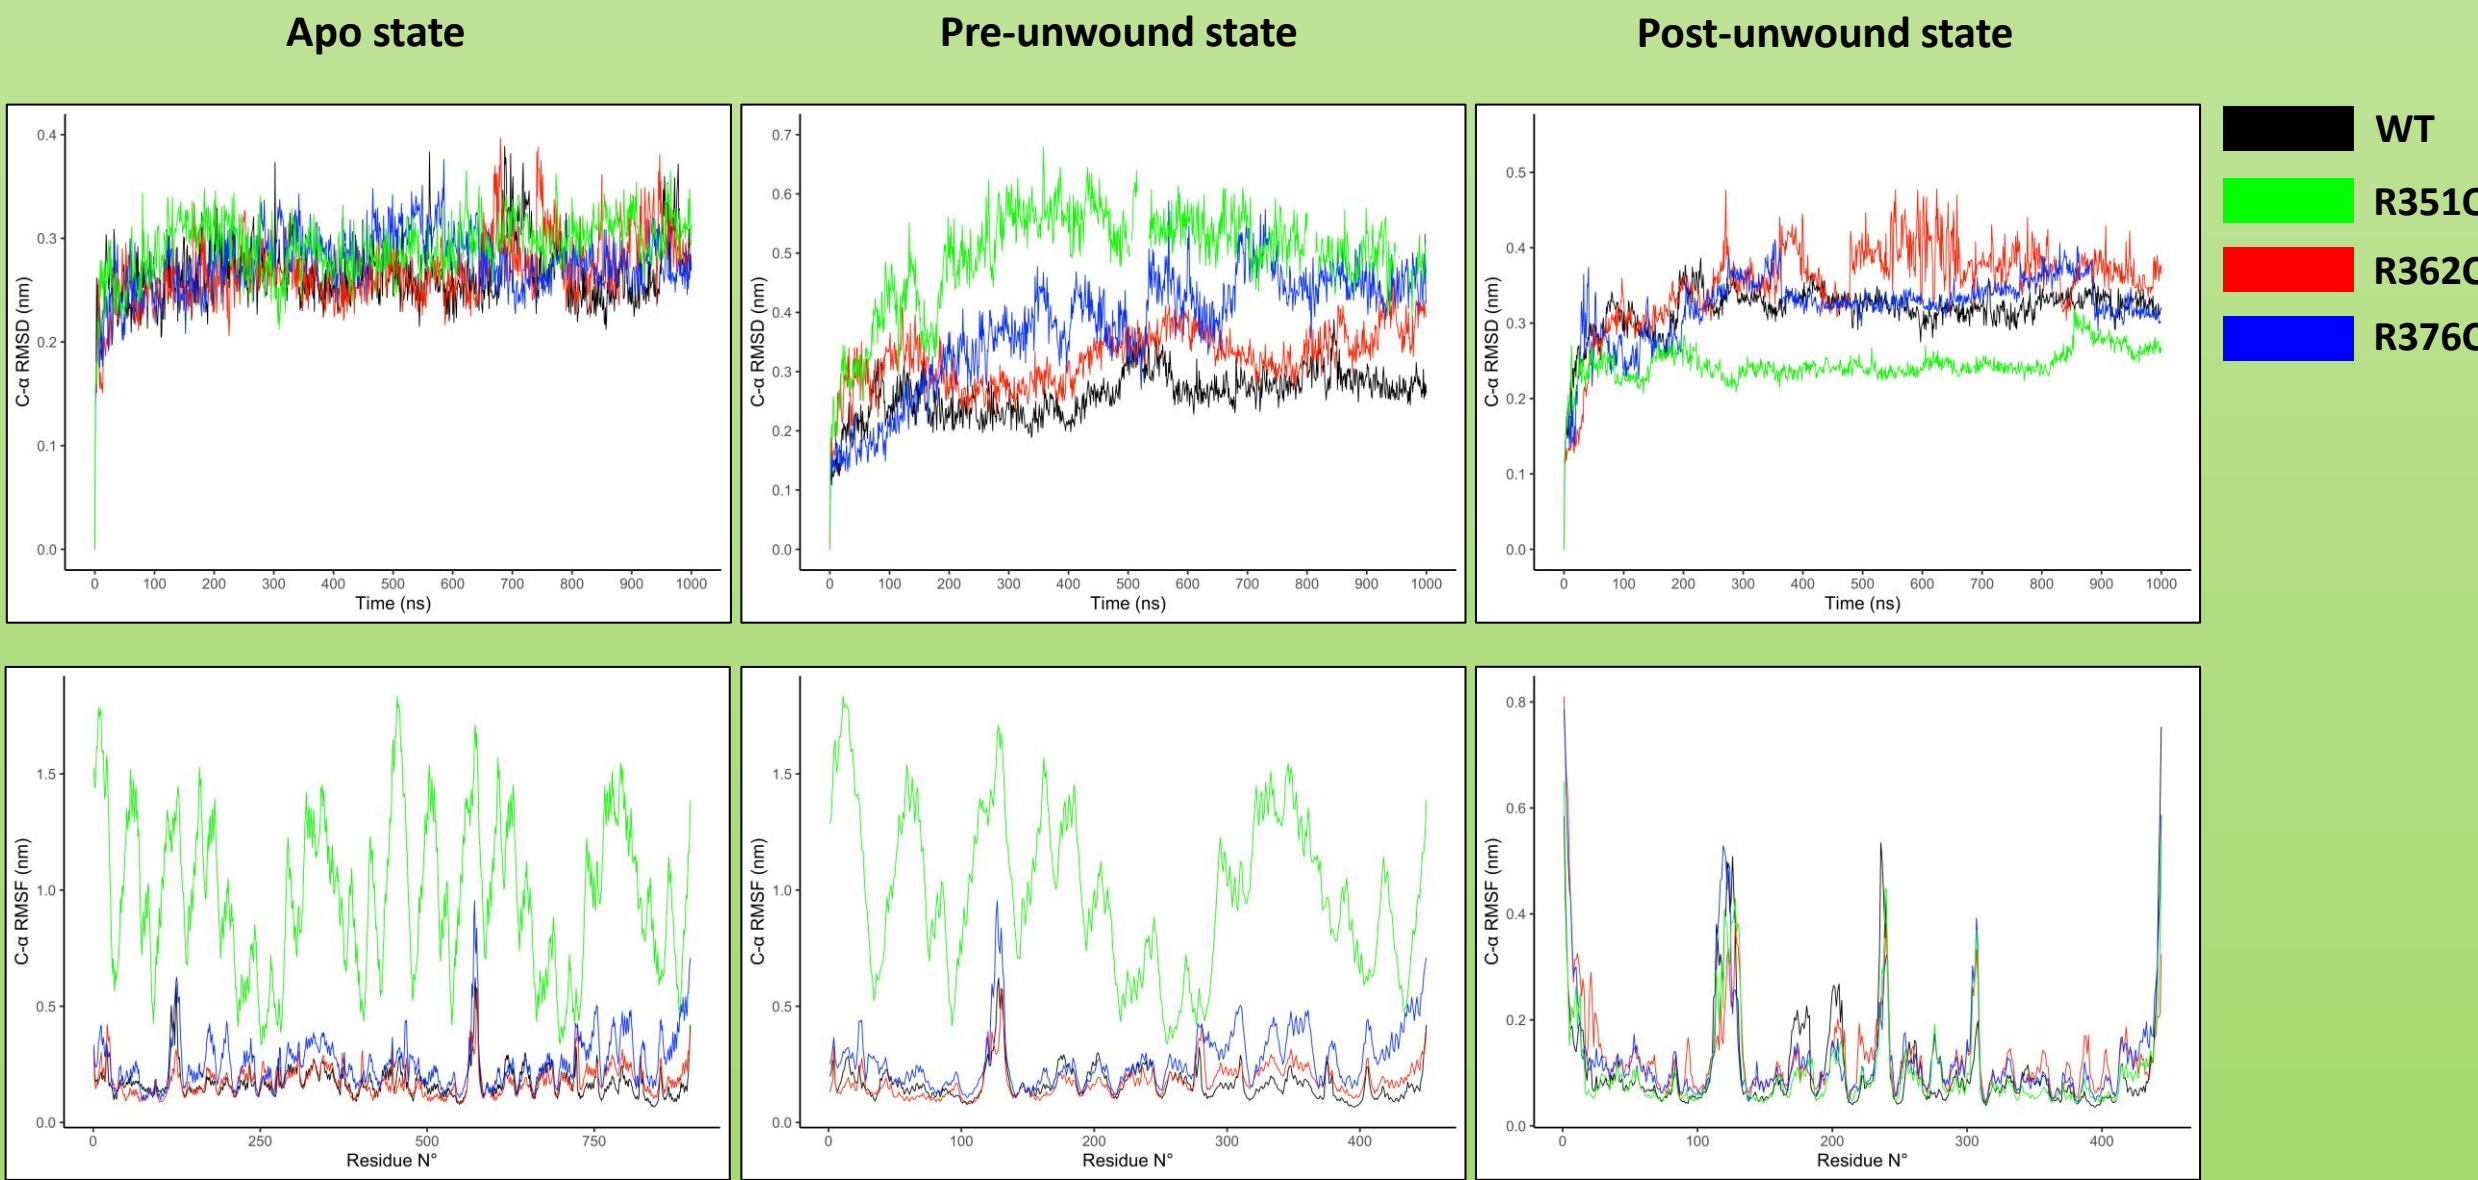 Apo state
Pre-unwound state
Post-unwound state
WT
R351C
R362C
R376C
C-α RMSD (nm)
0.4
0.3
0.2
0.1
0.0
0 100 200 300 400 500 600 700 800 900 1000
Time (ns)
C-α RMSD (nm)
0.7
0.6
0.5
0.4
0.3
0.2
0.1
0.0
0 100 200 300 400 500 600 700 800 900 1000
Time (ns)
C-α RMSD (nm)
0.5
0.4
0.3
0.2
0.1
0.0
0 100 200 300 400 500 600 700 800 900 1000
Time (ns)
C-α RMSF (nm)
1.5
1.0
0.5
0.0
0 250 500 750
Residue N°
C-α RMSF (nm)
1.5
1.0
0.5
0.0
0 100 200 300 400
Residue N°
C-α RMSF (nm)
0.8
0.6
0.4
0.2
0.0
0 100 200 300 400
Residue N°